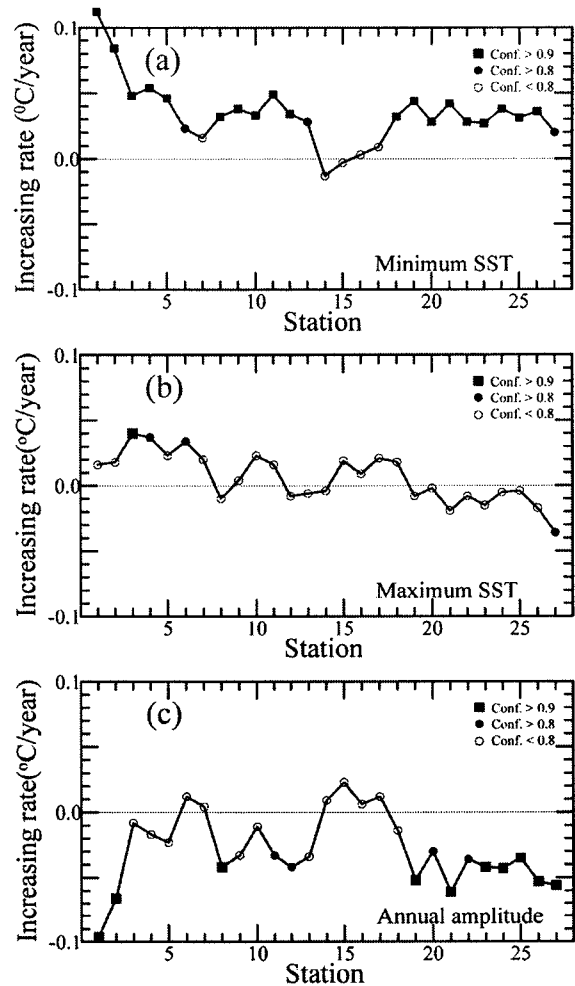 0.1
(a)
Conf. > 0.9
Conf. > 0.8
Conf. < 0.8
0.0
Increasing rate (⁰C/year)
Minimum SST
-0.1
5 10 15 20 25
Station
0.1
(b)
Conf. > 0.9
Conf. > 0.8
Conf. < 0.8
0.0
Increasing rate(⁰C/year)
Maximum SST
-0.1
5 10 15 20 25
Station
0.1
(c)
Conf. > 0.9
Conf. > 0.8
Conf. < 0.8
0.0
Increasing rate(⁰C/year)
Annual amplitude
-0.1
5 10 15 20 25
Station